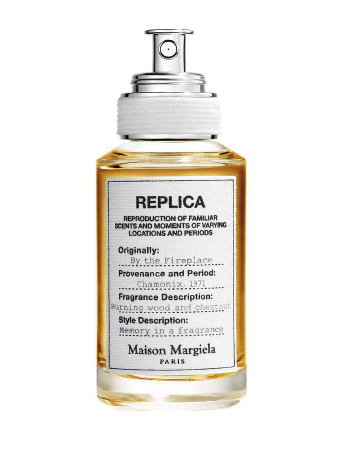 REPLICA
REPRODUCTION OF FAMILIAR
SCENTS AND MOMENTS OF VARYING
LOCATIONS AND PERIODS
Originally:
By the Fireplace
Provenance and Period:
Chamonix, 1971
Fragrance Description:
Burning wood and chestnut
Style Description:
Memory in a fragrance
Maison Margiela
PARIS